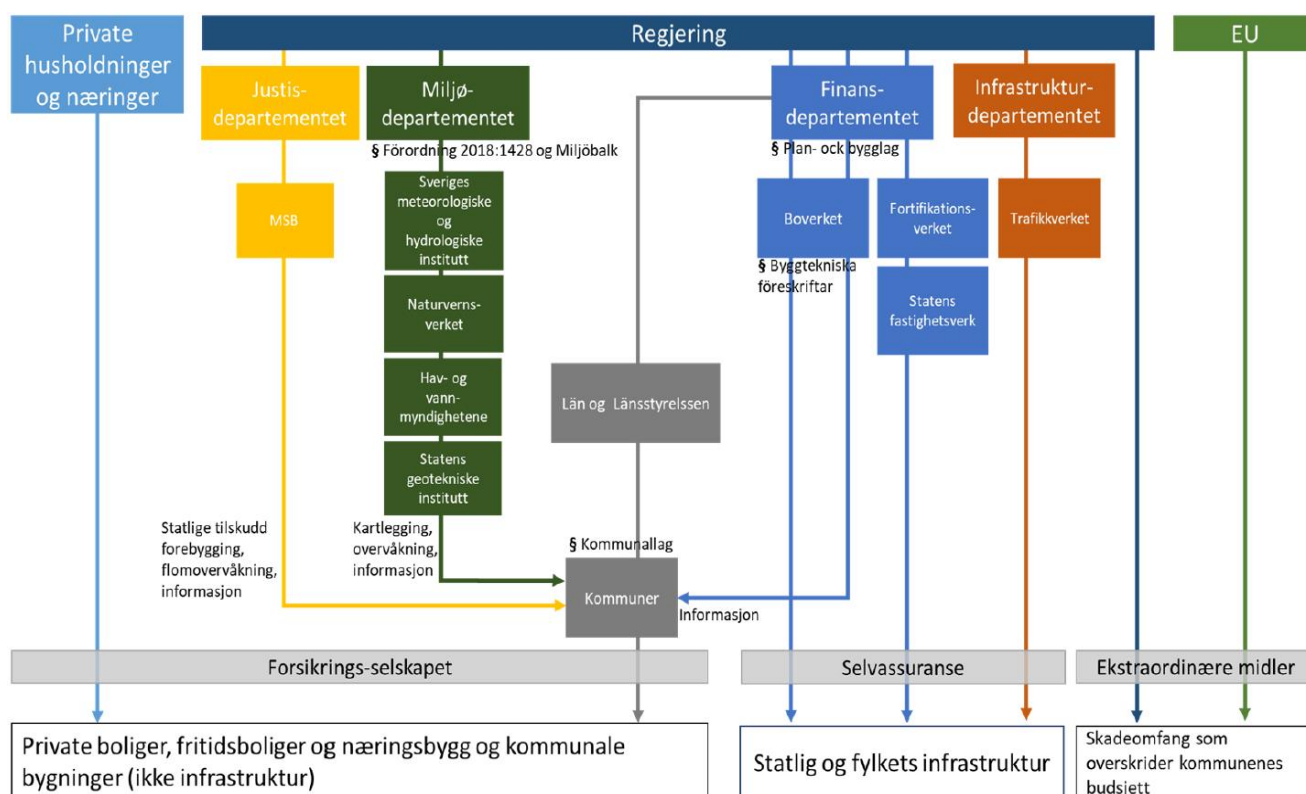 Private
husholdninger
og næringer
Regjering
EU
Justis-
departementet
Miljø-
departementet
Finans-
departementet
Infrastruktur-
departementet
§ Förordning 2018:1428 og Miljöbalk
§ Plan- ock bygglag
MSB
Sveriges
meteorologiske
og
hydrologiske
institutt
Boverket
Fortifikations-
verket
Trafikkverket
§ Byggtekniska
föreskriftar
Naturverns-
verket
Statens
fastighetsverk
Hav- og
vann-
myndighetene
Län og Länsstyrelssen
Statens
geotekniske
institutt
Statlige tilskudd
forebygging,
flomovervåkning,
informasjon
Kartlegging,
overvåkning,
informasjon
§ Kommunallag
Kommuner
Informasjon
Forsikrings-selskapet
Selvassuranse
Ekstraordinære midler
Private boliger, fritidsboliger og næringsbygg og kommunale
bygninger (ikke infrastruktur)
Statlig og fylkets infrastruktur
Skadeomfang som
overskrider kommunenes
budsjett